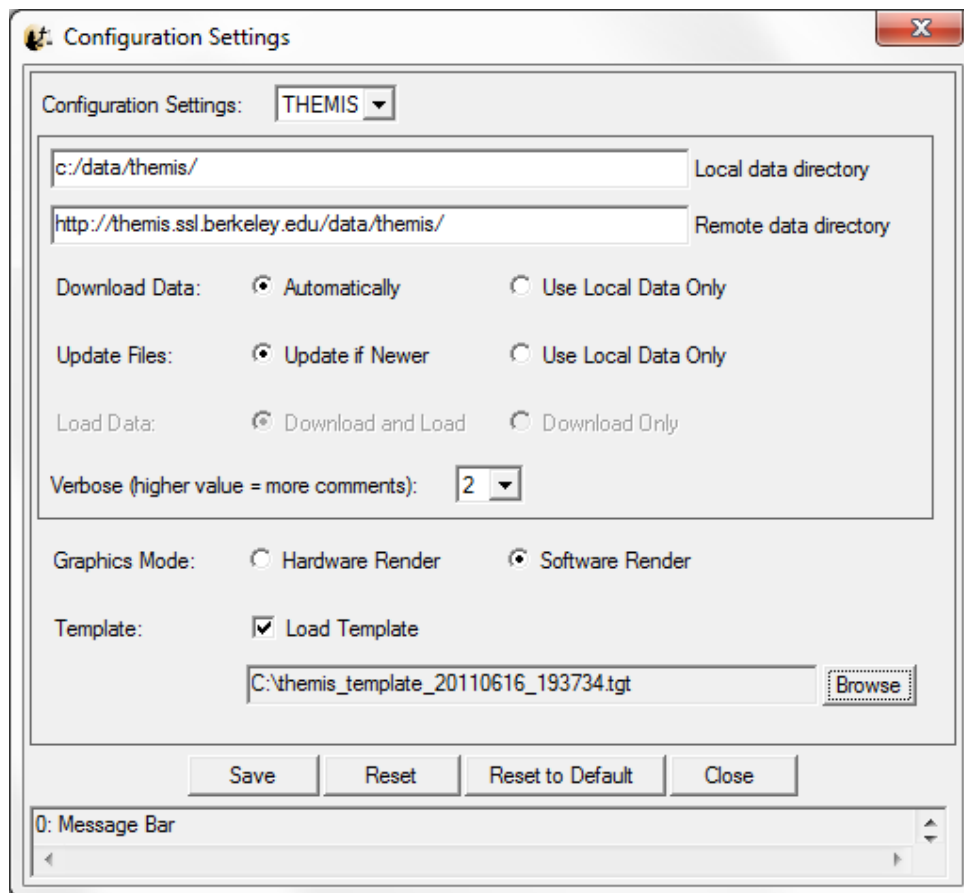 Configuration Settings
Configuration Settings: THEMIS
c:/data/themis/ Local data directory
http://themis.ssl.berkeley.edu/data/themis/ Remote data directory
Download Data: Automatically Use Local Data Only
Update Files: Update if Newer Use Local Data Only
Load Data: Download and Load Download Only
Verbose (higher value = more comments): 2
Graphics Mode: Hardware Render Software Render
Template: Load Template
C:\themis_template_20110616_193734.tgt Browse
Save Reset Reset to Default Close
0: Message Bar